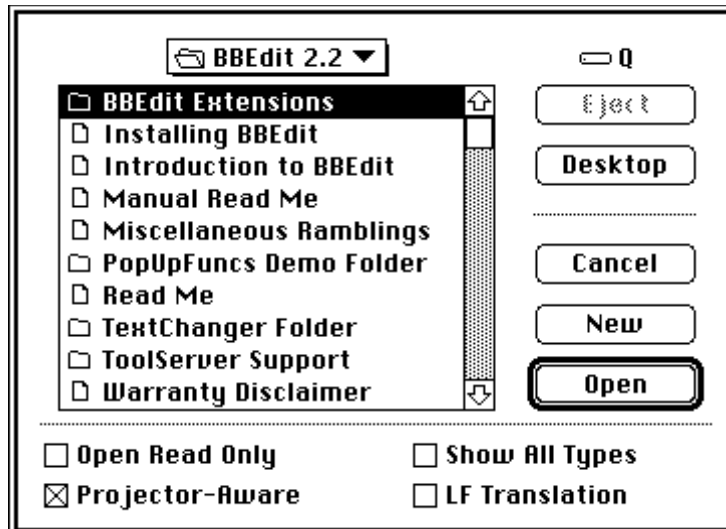 BBEdit 2.2
Q
BBEdit Extensions
Installing BBEdit
Introduction to BBEdit
Manual Read Me
Miscellaneous Ramblings
PopUpFuncs Demo Folder
Read Me
TextChanger Folder
ToolServer Support
Warranty Disclaimer
Eject
Desktop
Cancel
New
Open
Open Read Only
Show All Types
Projector-Aware
LF Translation